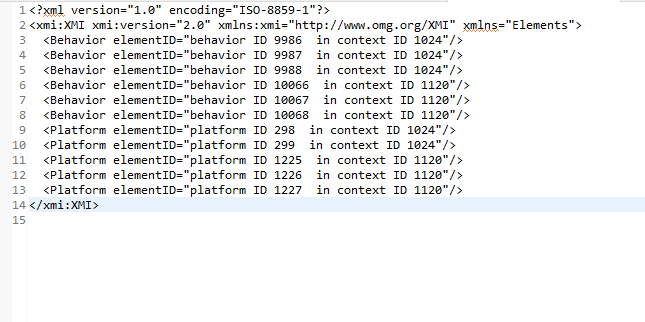 1 <?xml version="1.0" encoding="ISO-8859-1"?>
2 <xmi:XMI xmi:version="2.0" xmlns:xmi="http://www.omg.org/XMI" xmlns="Elements">
3   <Behavior elementID="behavior ID 9986  in context ID 1024"/>
4   <Behavior elementID="behavior ID 9987  in context ID 1024"/>
5   <Behavior elementID="behavior ID 9988  in context ID 1024"/>
6   <Behavior elementID="behavior ID 10066  in context ID 1120"/>
7   <Behavior elementID="behavior ID 10067  in context ID 1120"/>
8   <Behavior elementID="behavior ID 10068  in context ID 1120"/>
9   <Platform elementID="platform ID 298  in context ID 1024"/>
10   <Platform elementID="platform ID 299  in context ID 1024"/>
11   <Platform elementID="platform ID 1225  in context ID 1120"/>
12   <Platform elementID="platform ID 1226  in context ID 1120"/>
13   <Platform elementID="platform ID 1227  in context ID 1120"/>
14 </xmi:XMI>
15